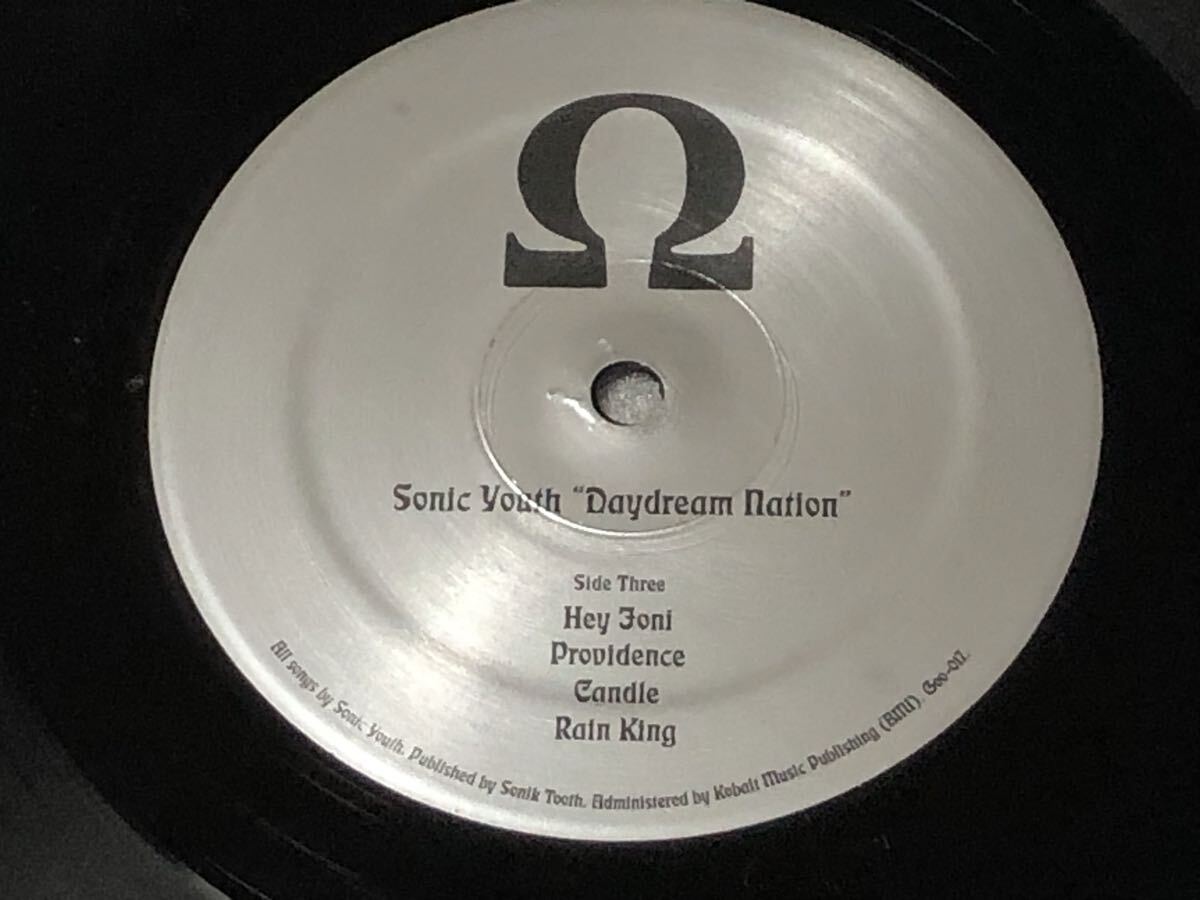 Ω
Sonic Youth “Daydream Nation”
Side Three
Hey Joni
Providence
Candle
Rain King
All songs by Sonic Youth. Published by Sonik Tooth. Administered by Kobalt Music Publishing (BMI). Goo-017.